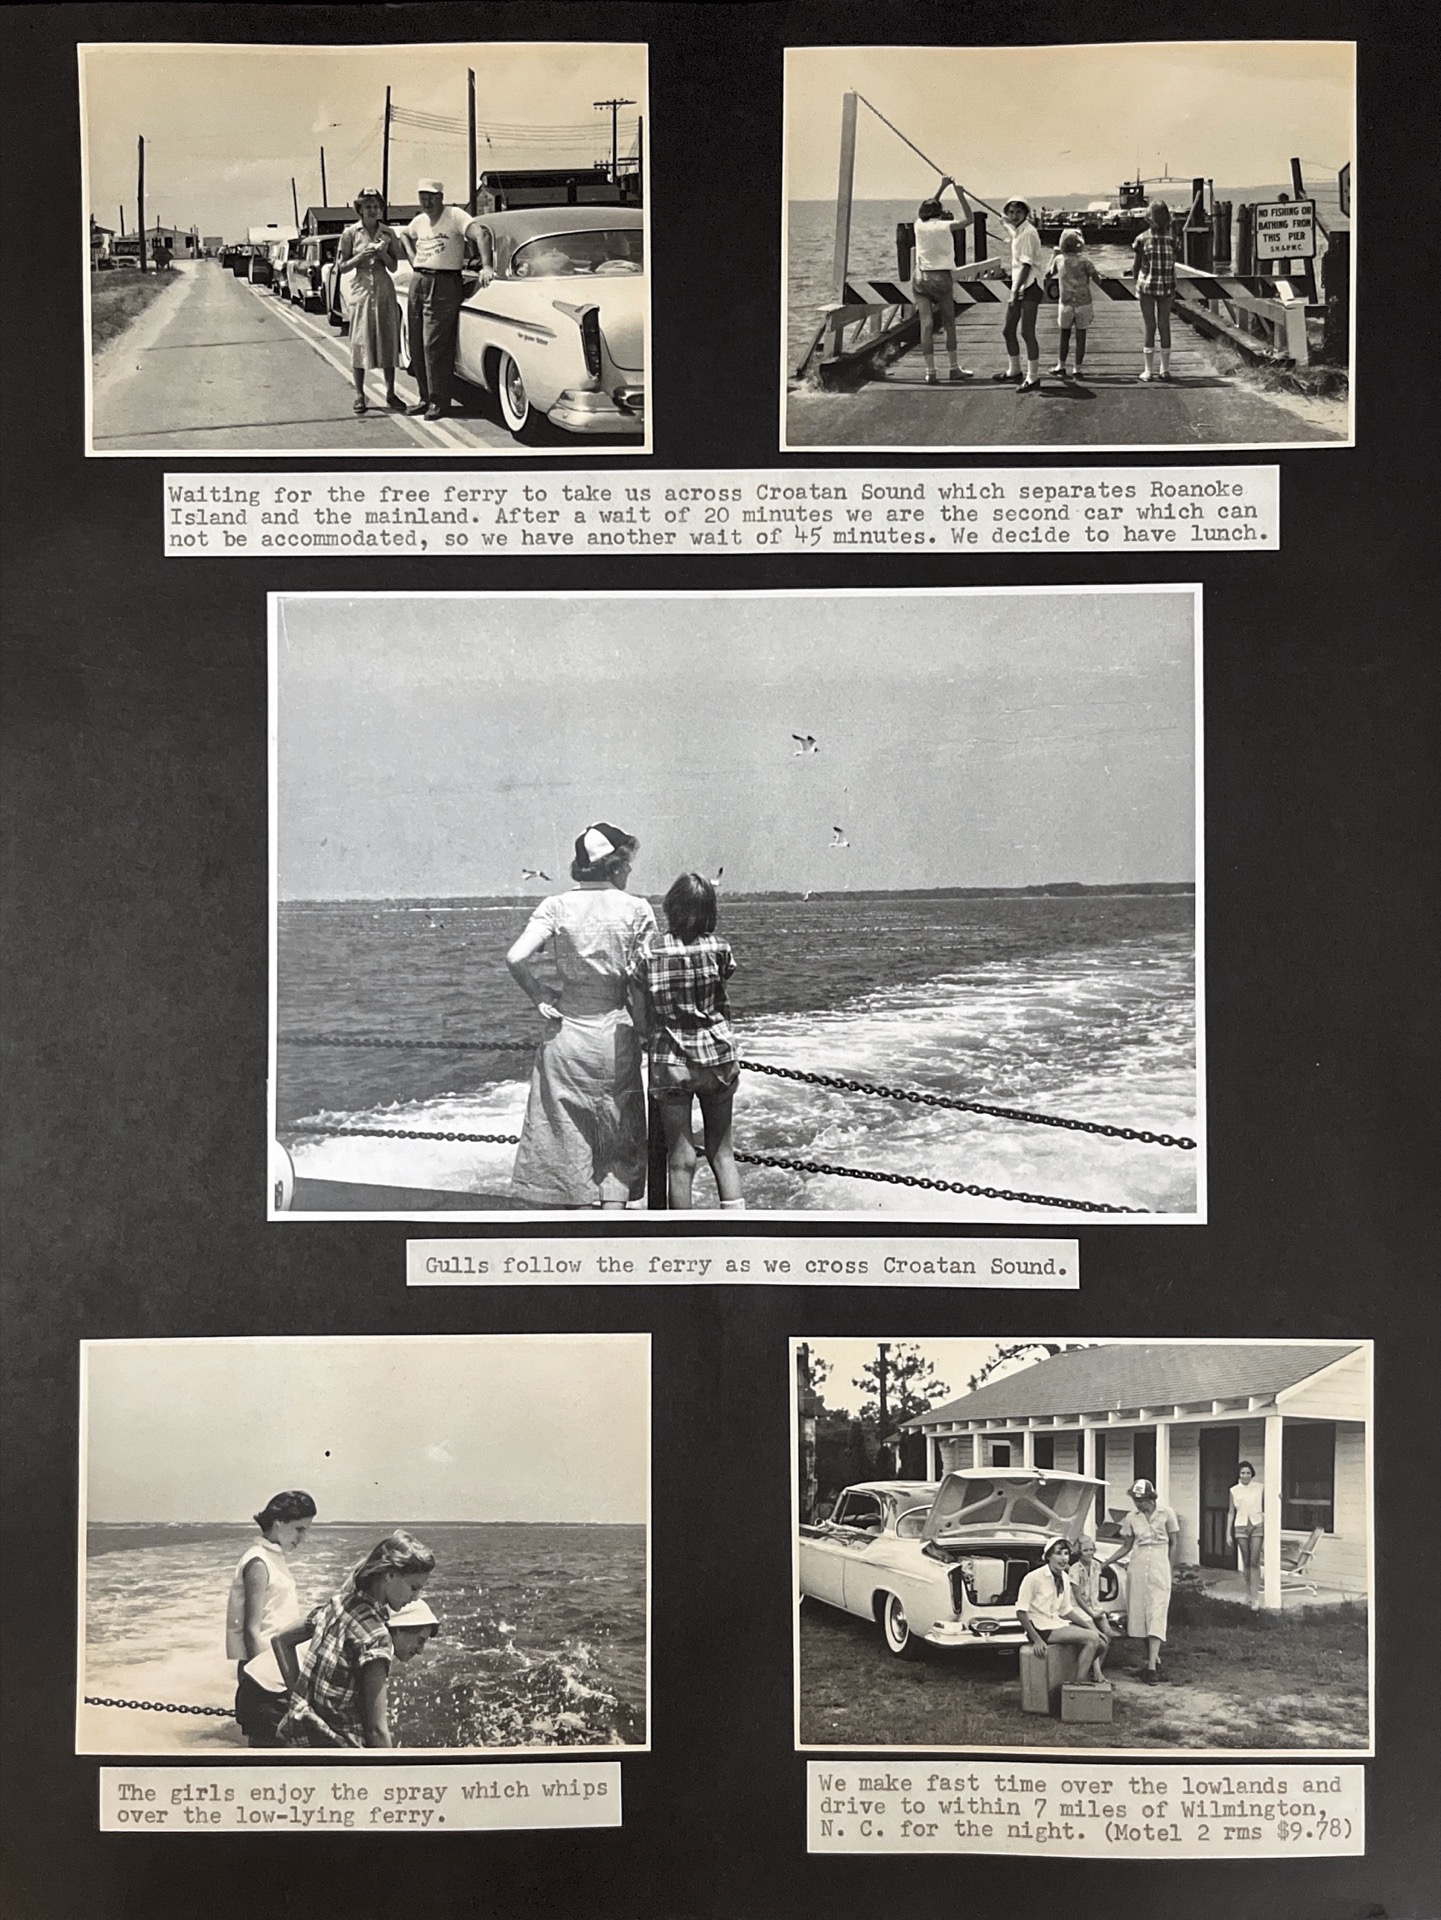 NO FISHING OR
BATHING FROM
THIS PIER
S.H.&P.W.C.
Waiting for the free ferry to take us across Croatan Sound which separates Roanoke
Island and the mainland. After a wait of 20 minutes we are the second car which can
not be accommodated, so we have another wait of 45 minutes. We decide to have lunch.
Gulls follow the ferry as we cross Croatan Sound.
The girls enjoy the spray which whips
over the low-lying ferry.
We make fast time over the lowlands and
drive to within 7 miles of Wilmington,
N. C. for the night. (Motel 2 rms $9.78)